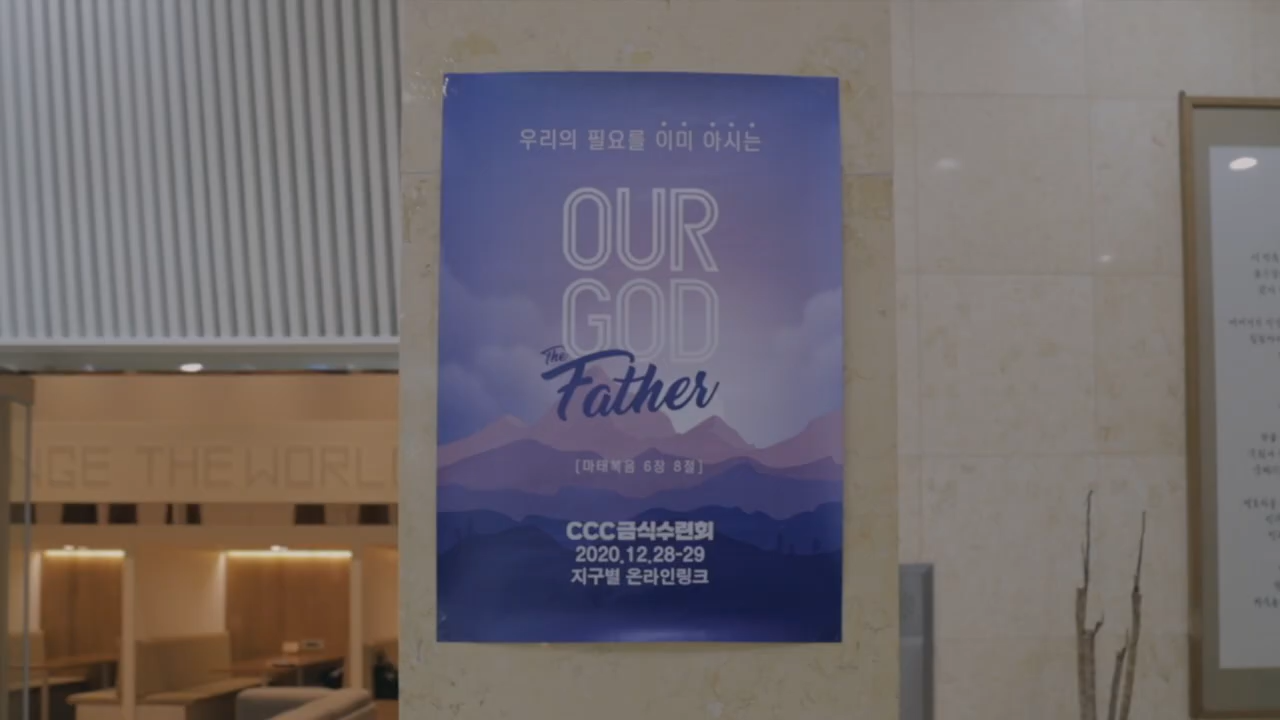 우리의 필요를 이미 아시는
OUR
GOD
The
Father
[마태복음 6장 8절]
CCC금식수련회
2020.12.28-29
지구별 온라인링크
THE WORL